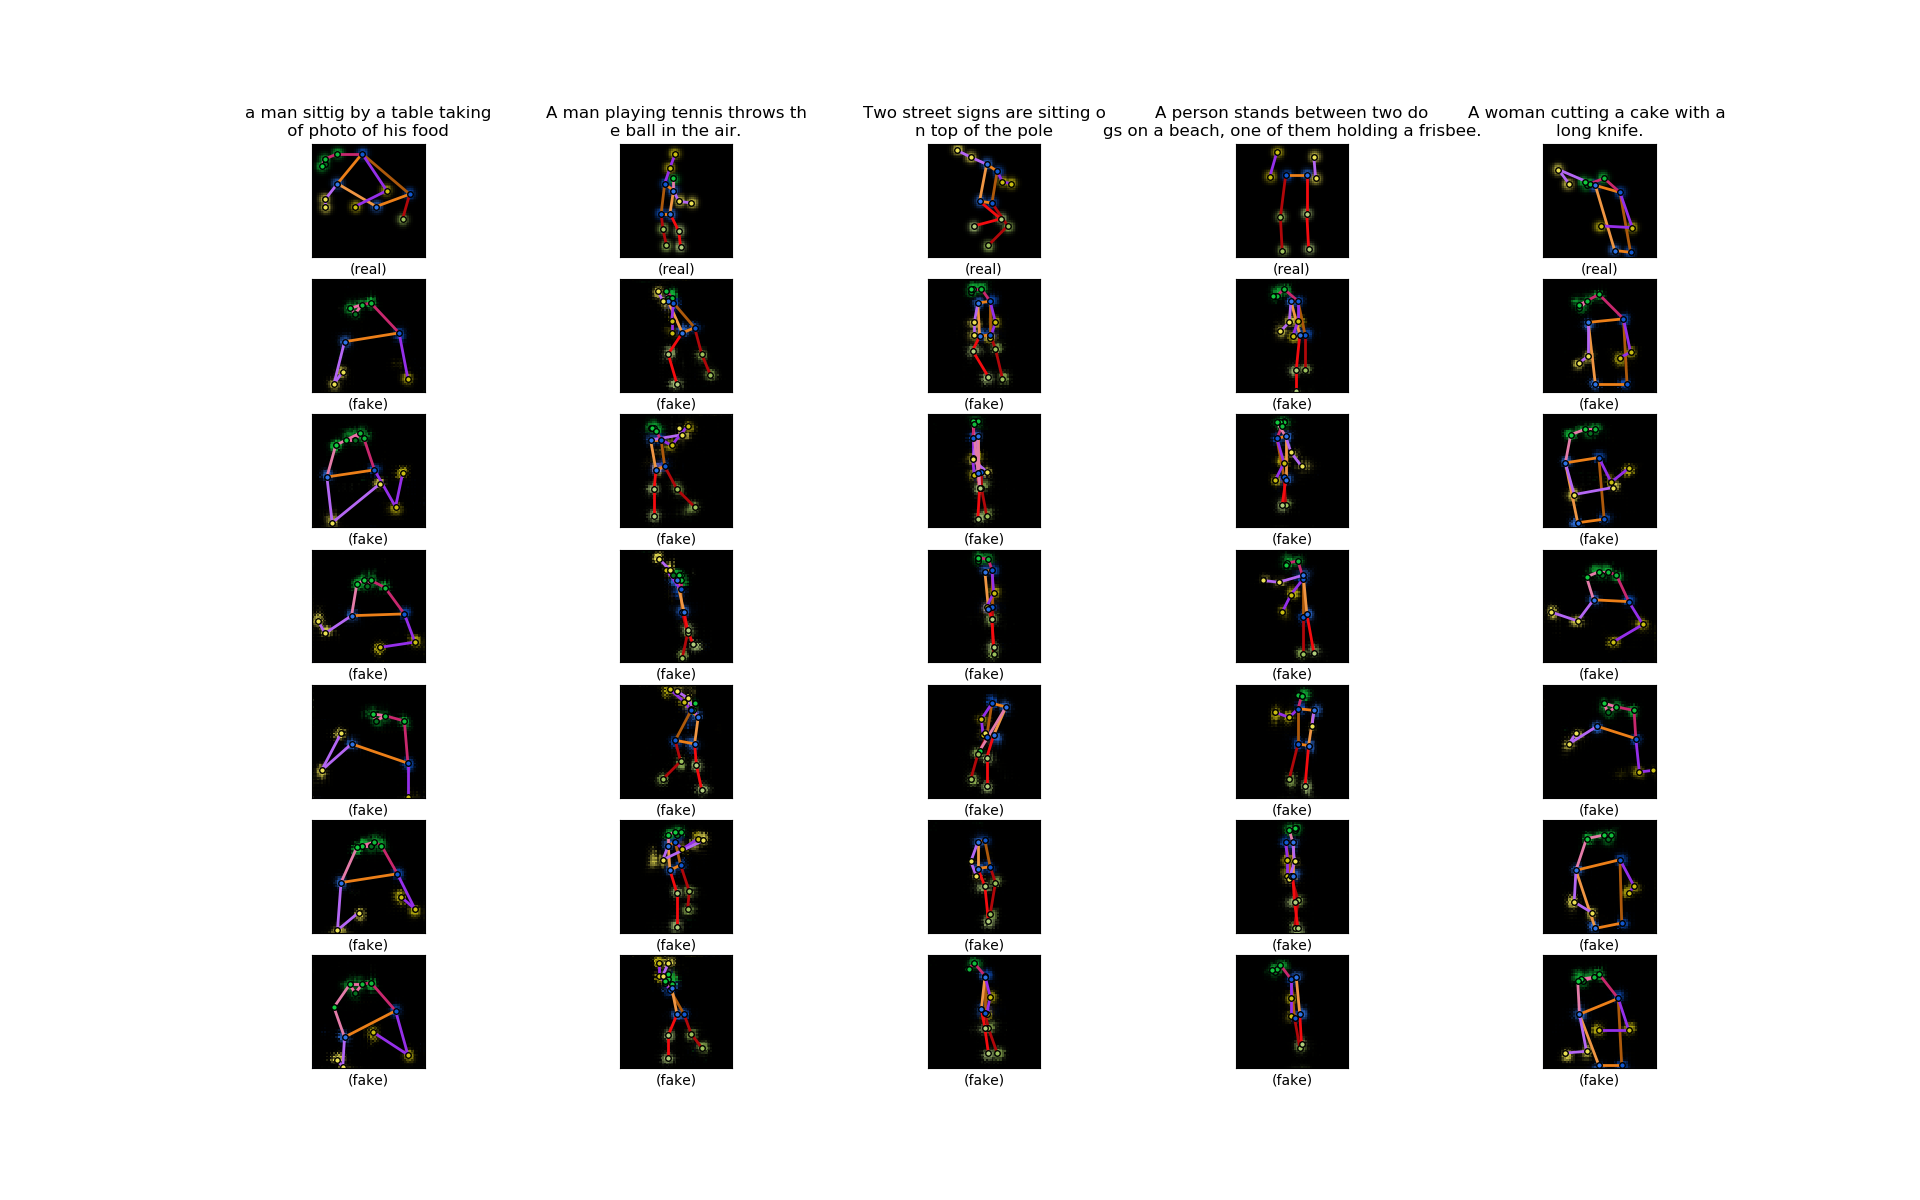 a man sittig by a table taking
of photo of his food
A man playing tennis throws th
e ball in the air.
Two street signs are sitting o
n top of the pole
A person stands between two do
gs on a beach, one of them holding a frisbee.
A woman cutting a cake with a
long knife.
(real) (real) (real) (real) (real)
(fake) (fake) (fake) (fake) (fake)
(fake) (fake) (fake) (fake) (fake)
(fake) (fake) (fake) (fake) (fake)
(fake) (fake) (fake) (fake) (fake)
(fake) (fake) (fake) (fake) (fake)
(fake) (fake) (fake) (fake) (fake)